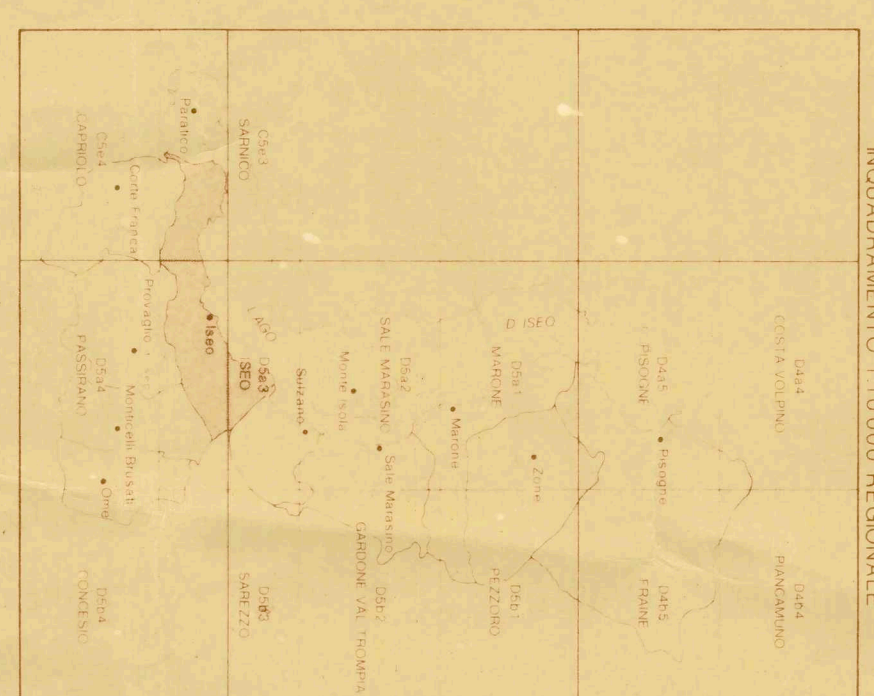 INQUADRAMENTO 1:10000 REGIONALE
D4a4
COSTA VOLPINO
D4b4
PIANCAMUNO
D4a5
PISOGNE
Pisogne
D4b5
FRAINE
D'ISEO
D5a1
MARONE
Zone
Marone
D5b1
PEZZORO
D5a2
SALE MARASINO
Sale Marasino
Monte Isola
D5b2
GARDONE VAL TROMPIA
Sulzano
C5e3
SARNICO
LAGO
D5a3
ISEO
Iseo
D5b3
SAREZZO
Paratico
Corte Franca
Provaglio
Monticelli Brusati
Ome
C5e4
CAPRIOLO
D5a4
PASSIRANO
D5b4
CONCESIO